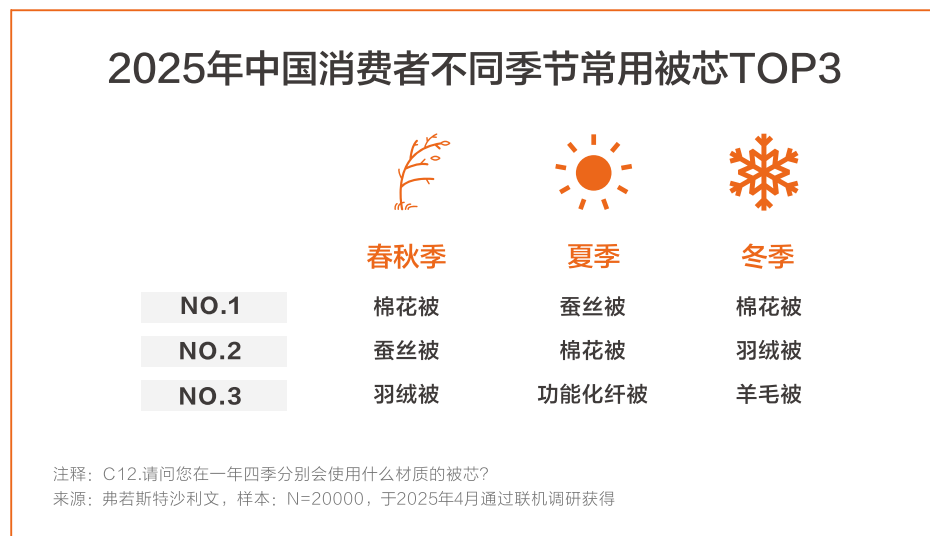 2025年中国消费者不同季节常用被芯TOP3
春秋季 夏季 冬季
NO.1 棉花被 蚕丝被 棉花被
NO.2 蚕丝被 棉花被 羽绒被
NO.3 羽绒被 功能化纤被 羊毛被
注释：C12.请问您在一年四季分别会使用什么材质的被芯?
来源：弗若斯特沙利文，样本：N=20000，于2025年4月通过联机调研获得